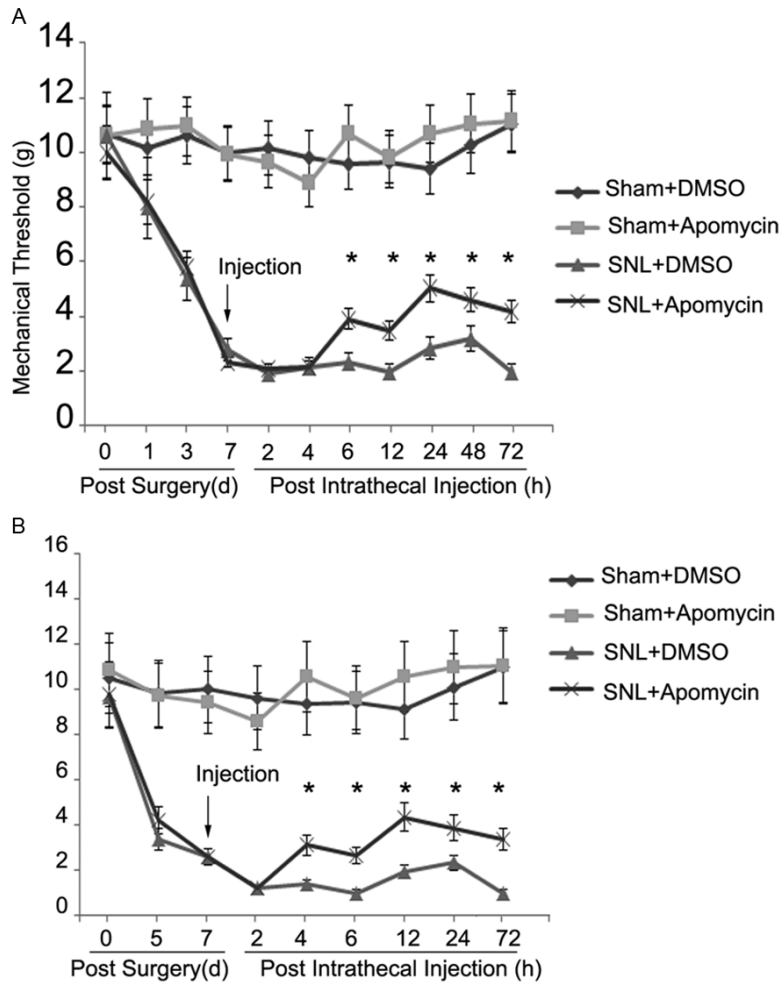 A
14
12
10
8
6
4
2
0
Mechanical Threshold (g)
Injection
* * * * *
Sham+DMSO
Sham+Apomycin
SNL+DMSO
SNL+Apomycin
0 1 3 7 2 4 6 12 24 48 72
Post Surgery(d) Post Intrathecal Injection (h)
B
16
14
12
10
8
6
4
2
0
Injection
* * * * *
Sham+DMSO
Sham+Apomycin
SNL+DMSO
SNL+Apomycin
0 5 7 2 4 6 12 24 72
Post Surgery(d) Post Intrathecal Injection (h)